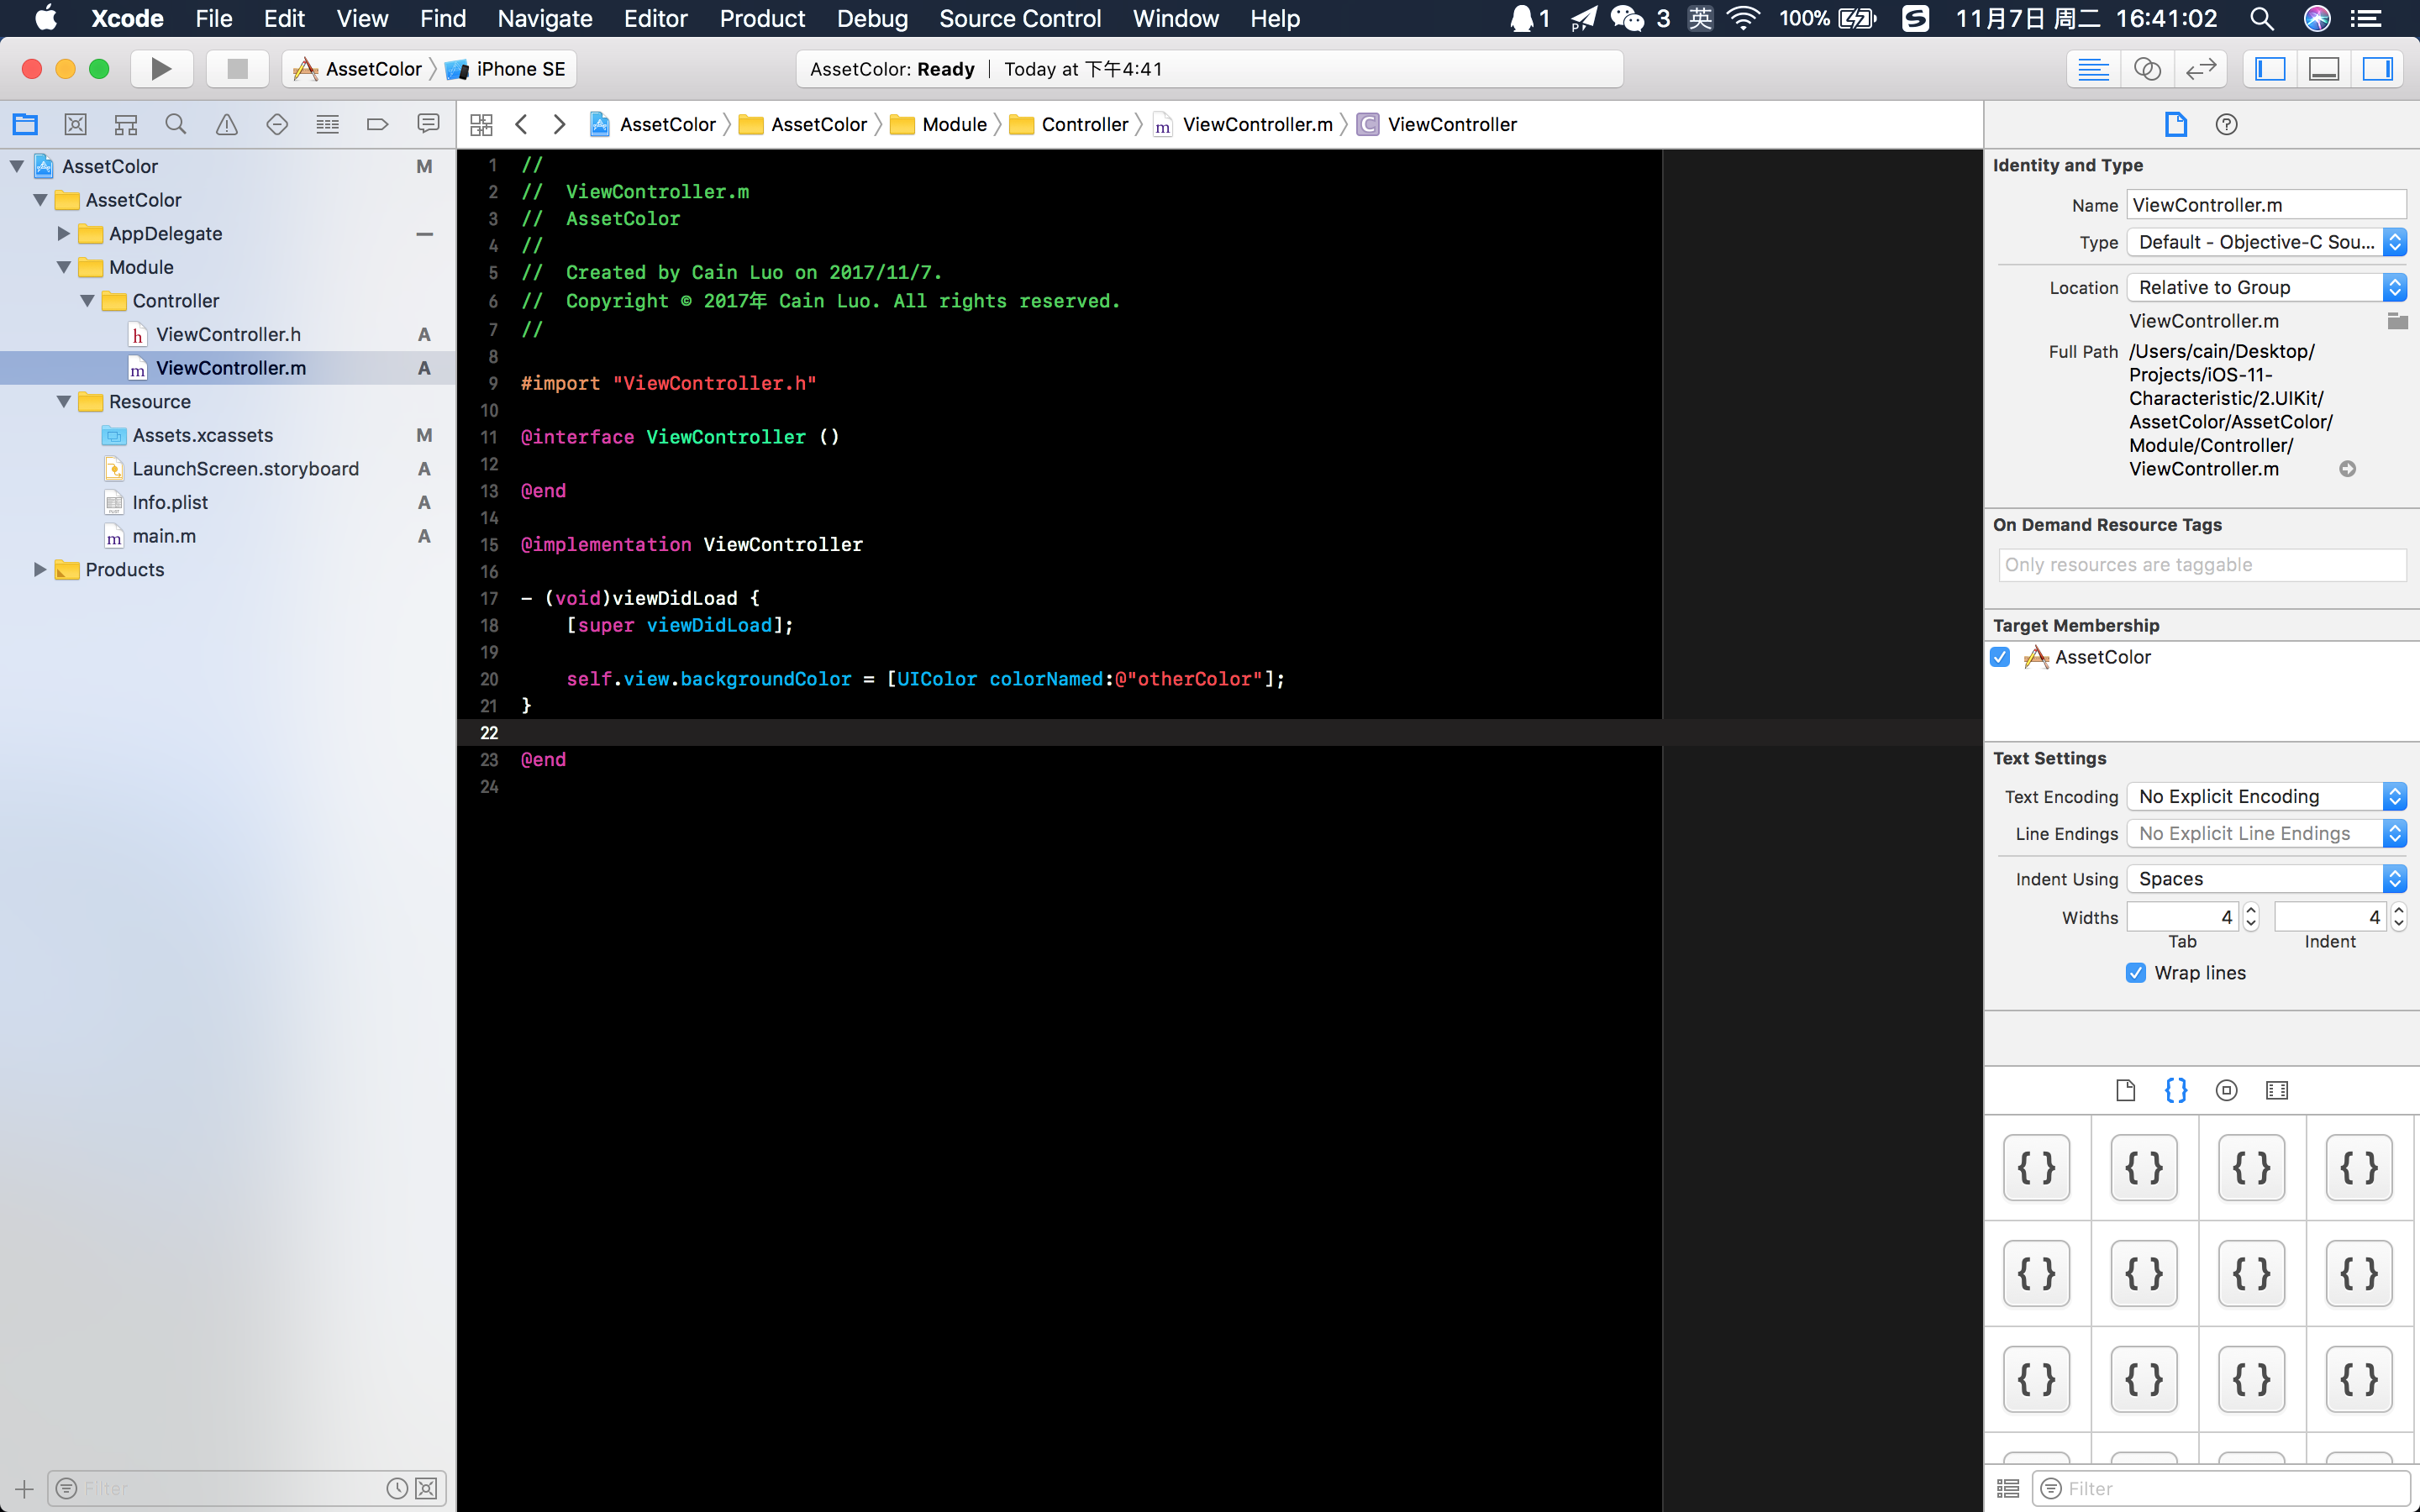 Xcode File Edit View Find Navigate Editor Product Debug Source Control Window Help 1 3 英 100% 11月7日 周二 16:41:02
AssetColor iPhone SE AssetColor: Ready | Today at 下午4:41
AssetColor AssetColor Module Controller ViewController.m ViewController
AssetColor M
AssetColor
AppDelegate
Module
Controller
ViewController.h A
ViewController.m A
Resource
Assets.xcassets M
LaunchScreen.storyboard A
Info.plist A
main.m A
Products
Filter
1 //
2 //  ViewController.m
3 //  AssetColor
4 //
5 //  Created by Cain Luo on 2017/11/7.
6 //  Copyright © 2017年 Cain Luo. All rights reserved.
7 //
8
9 #import "ViewController.h"
10
11 @interface ViewController ()
12
13 @end
14
15 @implementation ViewController
16
17 - (void)viewDidLoad {
18     [super viewDidLoad];
19
20     self.view.backgroundColor = [UIColor colorNamed:@"otherColor"];
21 }
22
23 @end
24
Identity and Type
Name ViewController.m
Type Default - Objective-C Sou...
Location Relative to Group
ViewController.m
Full Path /Users/cain/Desktop/
Projects/iOS-11-
Characteristic/2.UIKit/
AssetColor/AssetColor/
Module/Controller/
ViewController.m
On Demand Resource Tags
Only resources are taggable
Target Membership
AssetColor
Text Settings
Text Encoding No Explicit Encoding
Line Endings No Explicit Line Endings
Indent Using Spaces
Widths 4 4
Tab Indent
Wrap lines
{ } { } { } { }
{ } { } { } { }
{ } { } { } { }
Filter